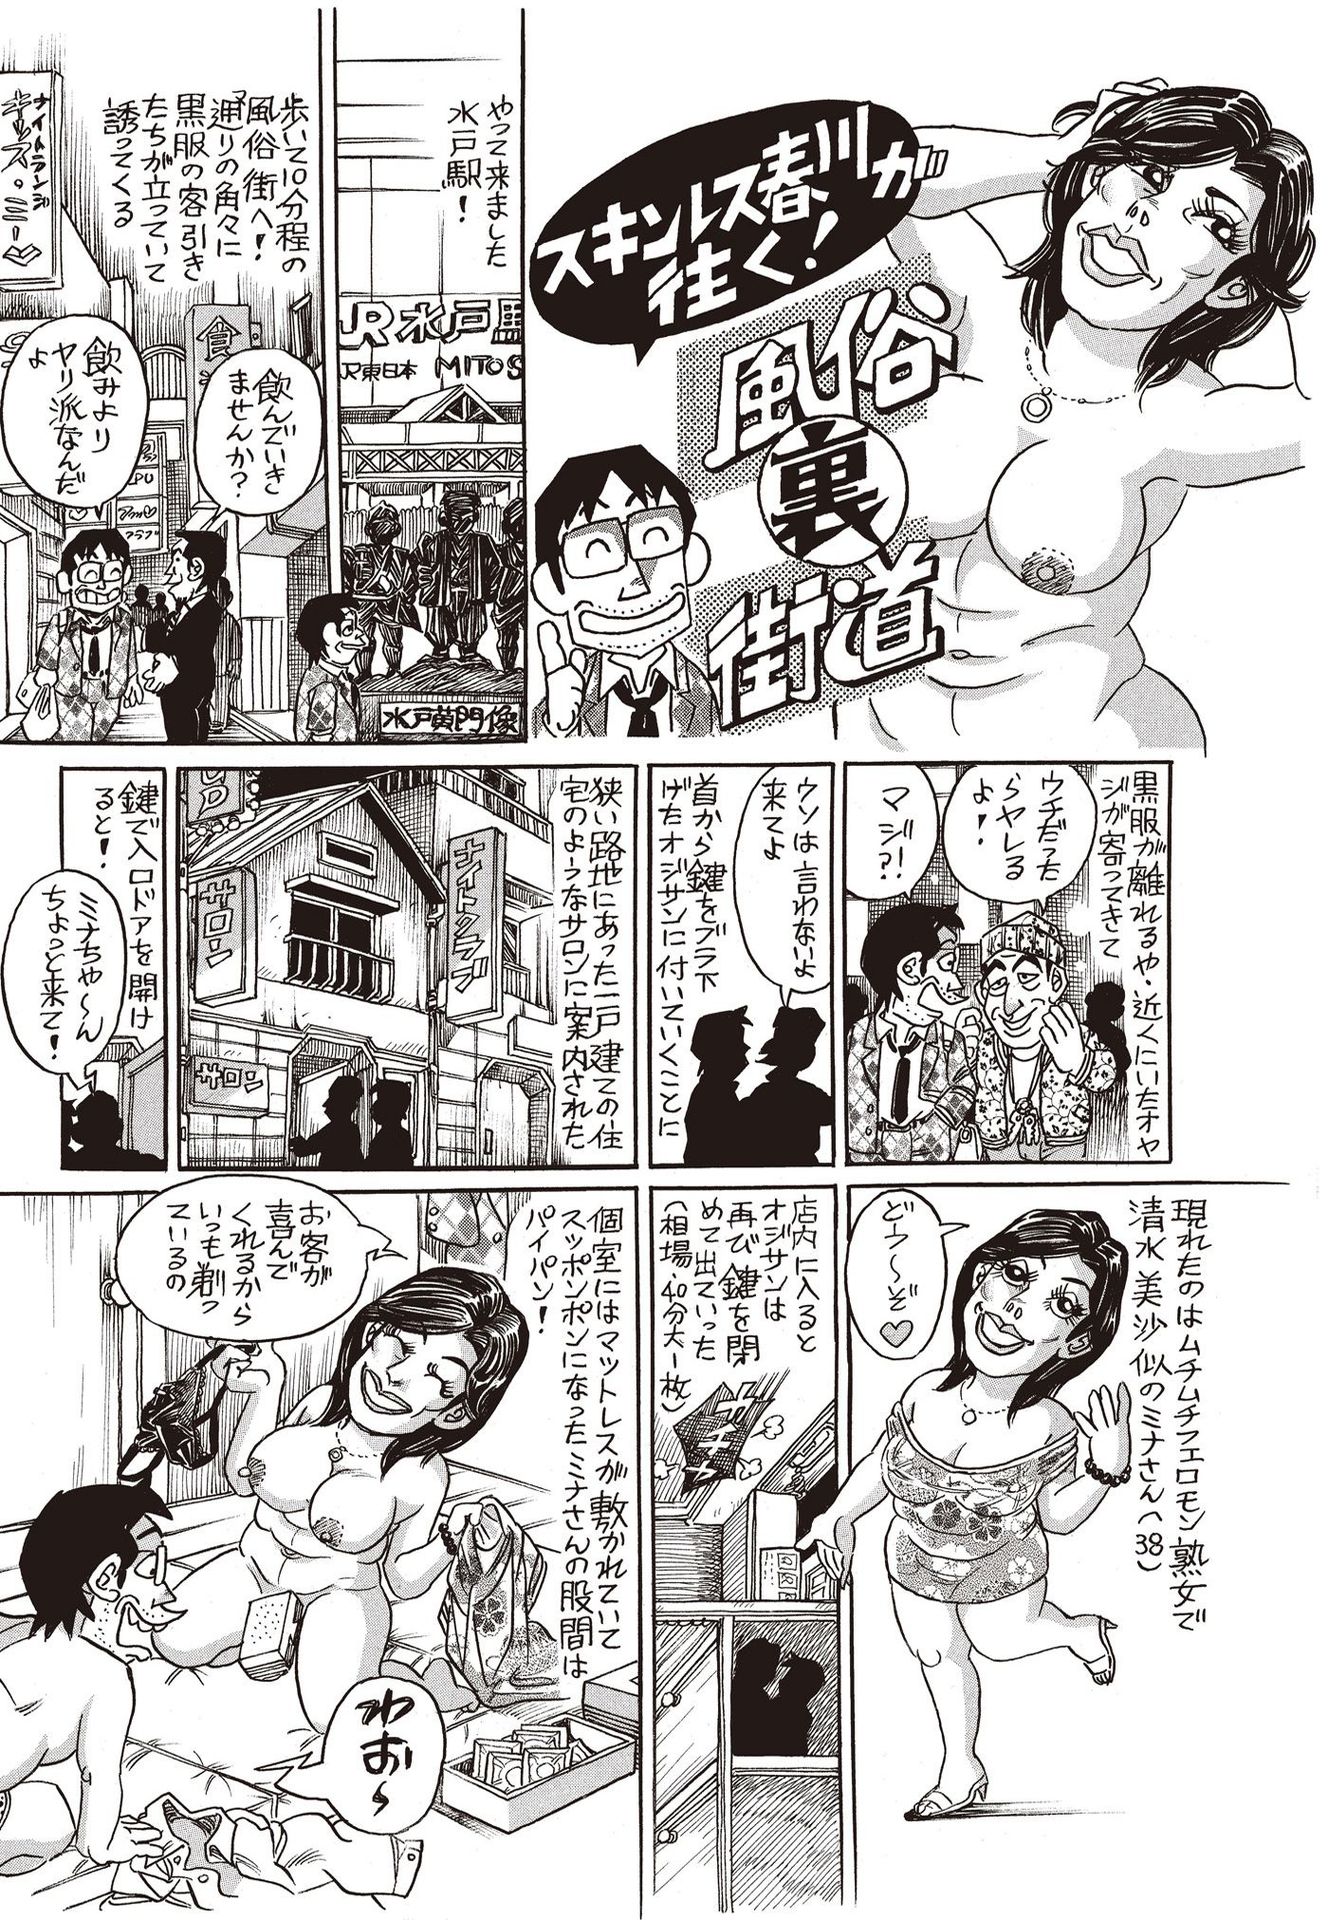 スキンレス春川が
往く!
風俗
裏
街道
やって来ました
水戸駅!
JR水戸駅
JR東日本 MITO S
水戸黄門像
歩いて10分程の
風俗街へ!
通りの角々に
黒服の客引き
たちが立っていて
誘ってくる
ナイトラウンジ
キッス・ミー♡
食
飲んでいき
ませんか?
飲みより
ヤリ派なんだ
よ
黒服が離れるや、近くにいたオヤ
ジが寄ってきて
ウチだった
らヤレる
よ!
マジ?!
ウソは言わないよ
来てよ
首から鍵をブラ下
げたオジサンに付いていくことに
狭い路地にあった一戸建ての住
宅のようなサロンに案内された
ナイトクラブ
サロン
サロン
鍵で入口ドアを開け
ると!
ミナちゃ〜ん
ちょっと来て!
現れたのはムチムチフェロモン熟女で
清水美沙似のミナさん(38)
ど〜ぞ
♡
店内に入ると
オジサンは
再び鍵を閉
めて出ていった
(相場・40分大一枚)
ガチャ
個室にはマットレスが敷かれていて
スッポンポンになったミナさんの股間は
パイパン!
お客が
喜んで
くれるから
いつも剃っ
ているの
わお〜